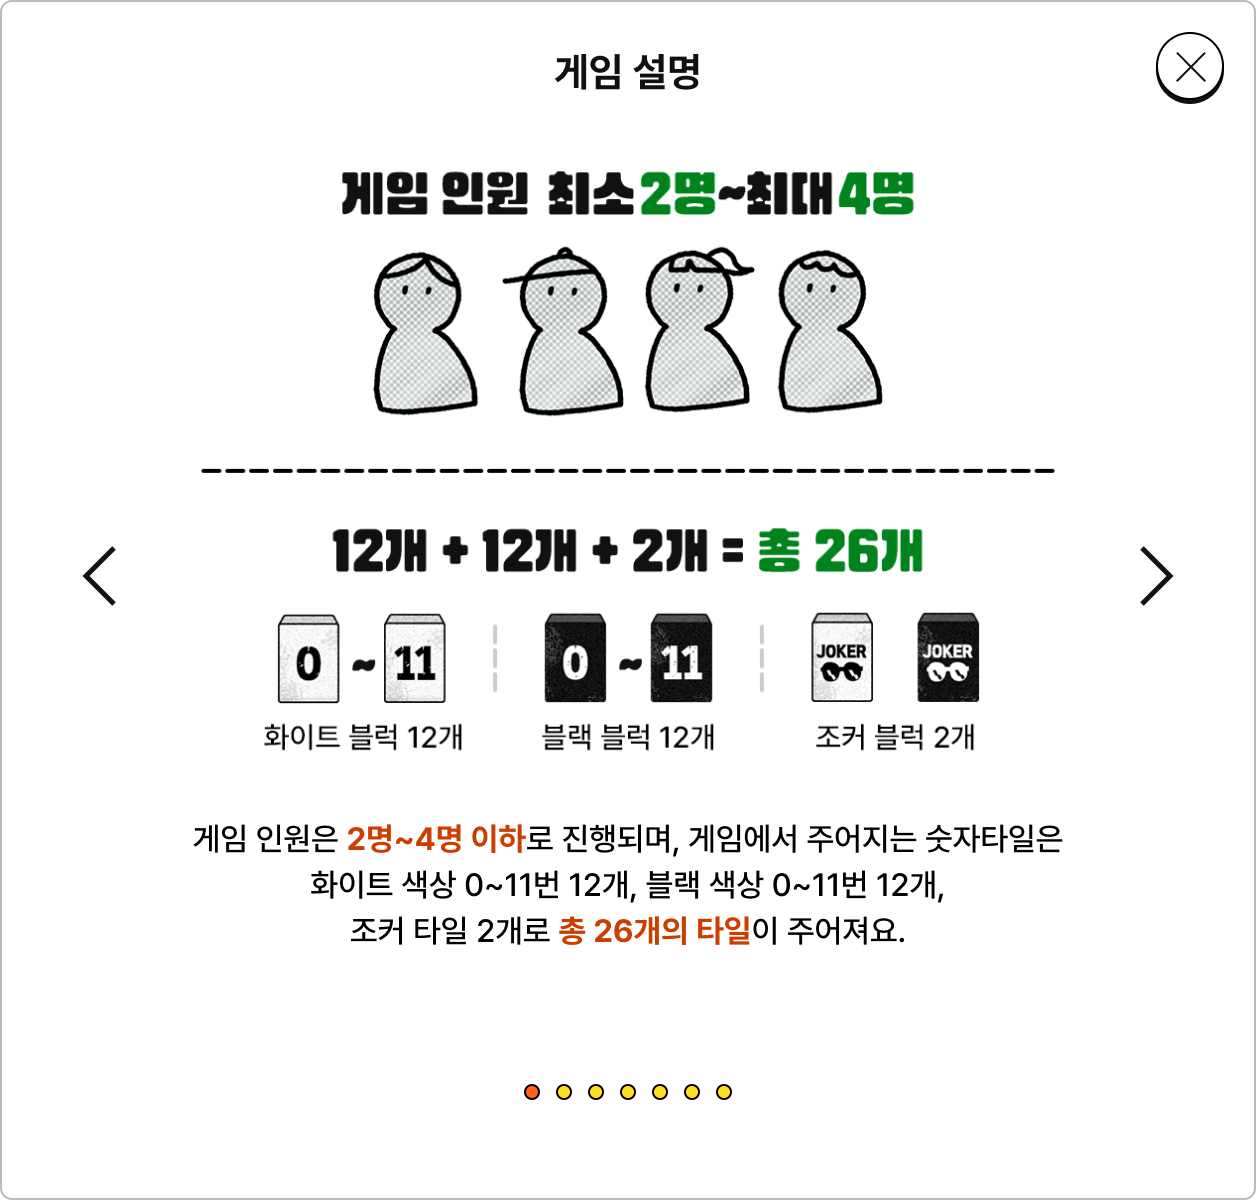 게임 설명
게임 인원 최소 2명~최대 4명
12개 + 12개 + 2개 = 총 26개
0 ~ 11 0 ~ 11 JOKER JOKER
화이트 블럭 12개 블랙 블럭 12개 조커 블럭 2개
게임 인원은 2명~4명 이하로 진행되며, 게임에서 주어지는 숫자타일은
화이트 색상 0~11번 12개, 블랙 색상 0~11번 12개,
조커 타일 2개로 총 26개의 타일이 주어져요.